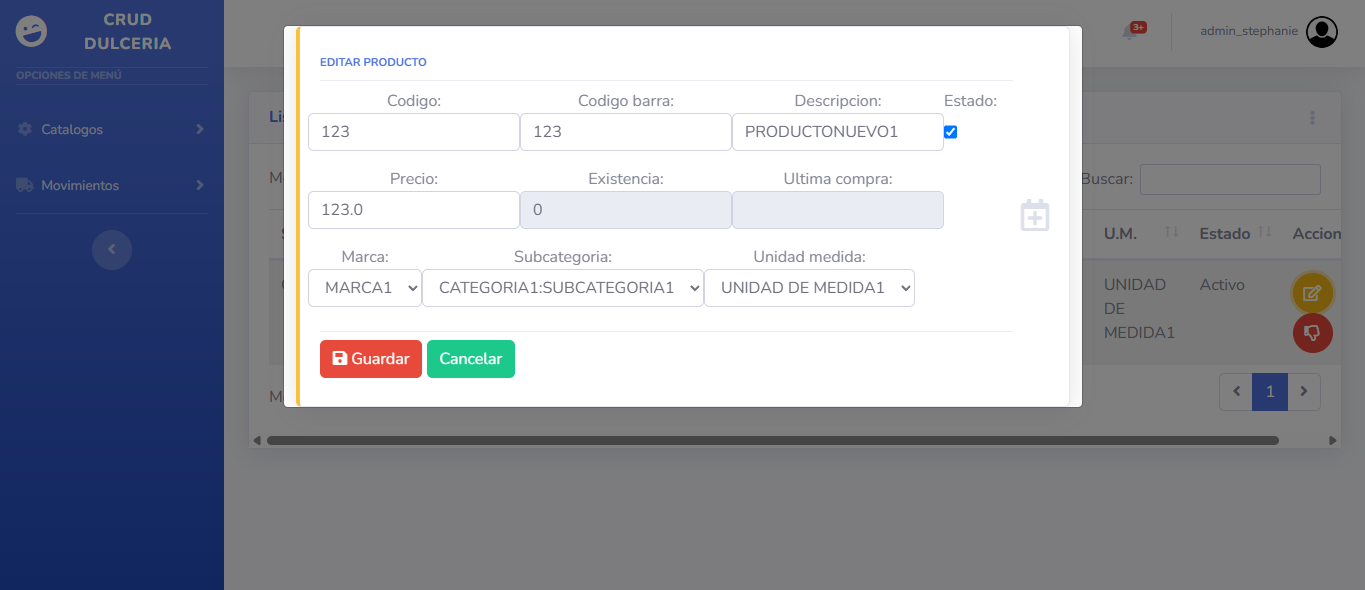 CRUD
DULCERIA
OPCIONES DE MENÚ
Catalogos
Movimientos
3+
admin_stephanie
EDITAR PRODUCTO
Codigo: Codigo barra: Descripcion: Estado:
123 123 PRODUCTONUEVO1
Precio: Existencia: Ultima compra:
123.0 0
Marca: Subcategoria: Unidad medida:
MARCA1 CATEGORIA1:SUBCATEGORIA1 UNIDAD DE MEDIDA1
Guardar Cancelar
Buscar:
U.M. Estado Accion
UNIDAD Activo
DE
MEDIDA1
1